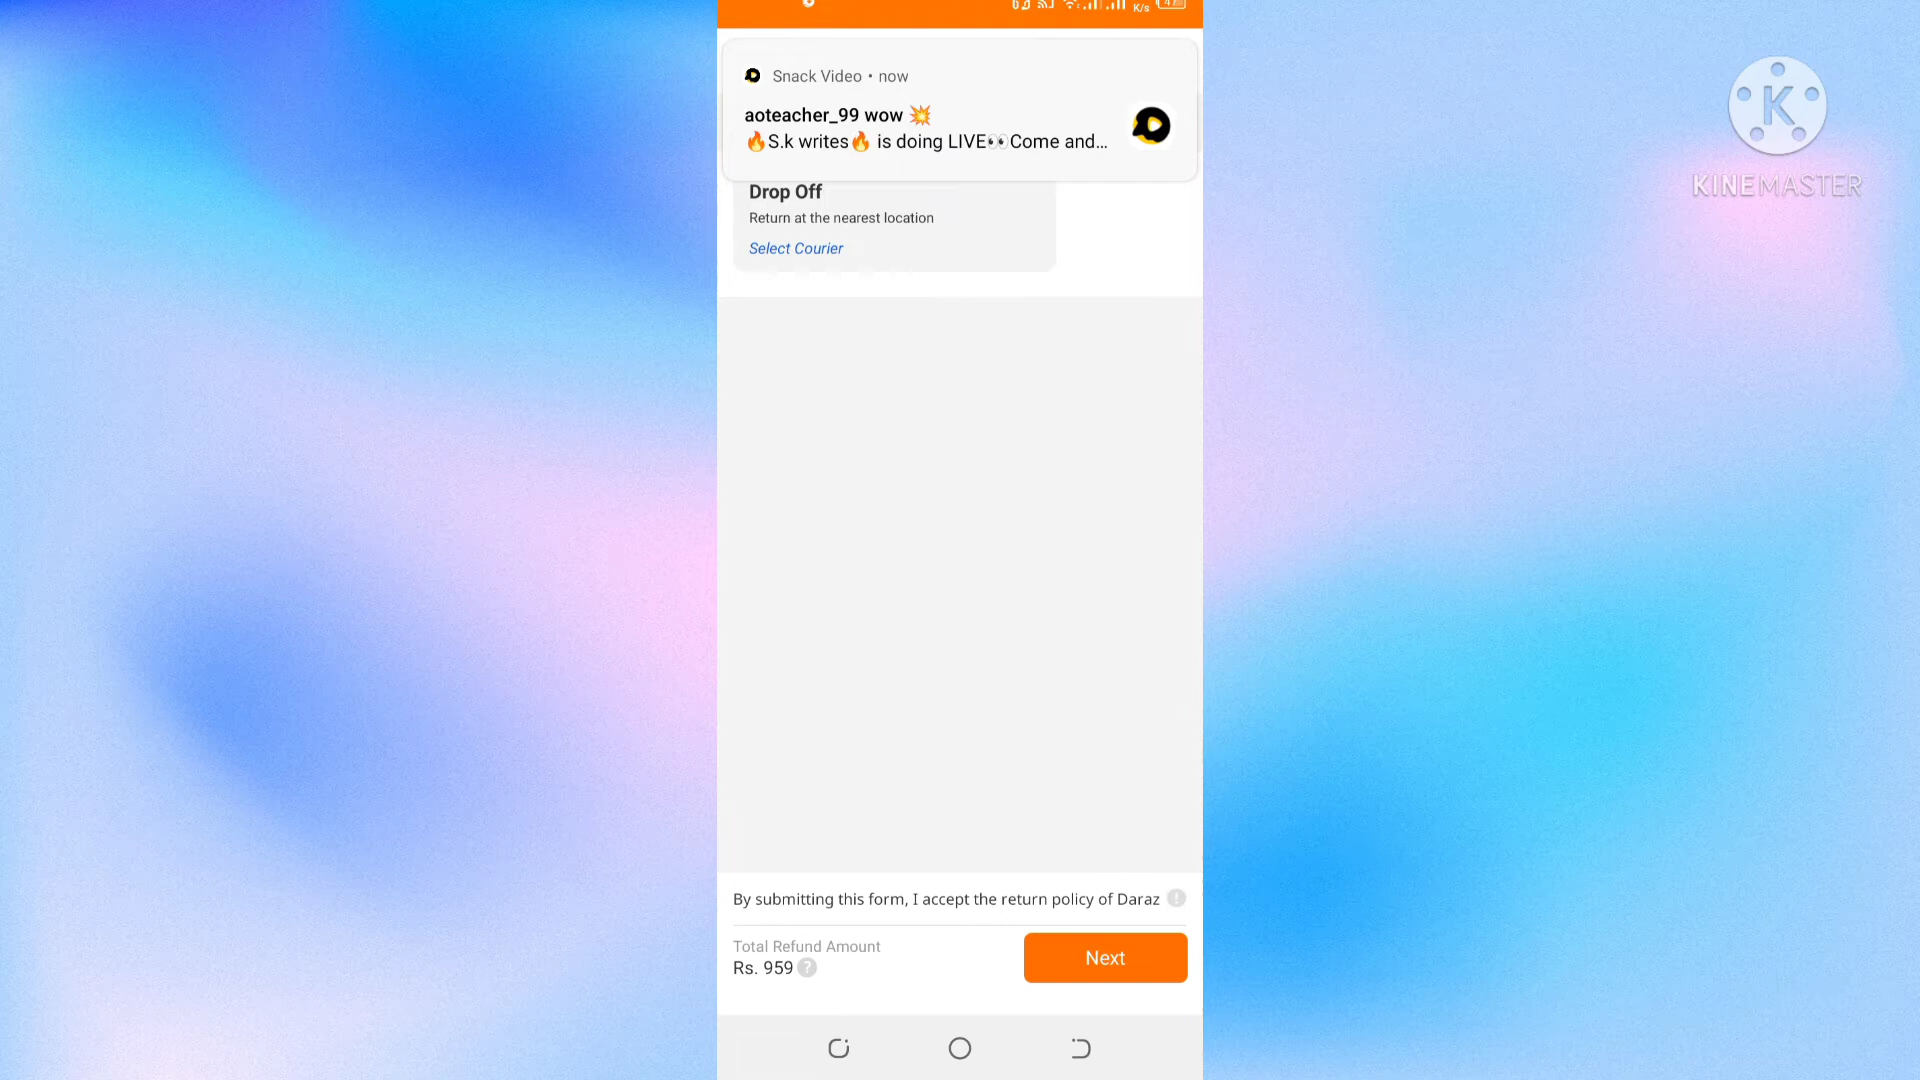 K/s
Snack Video • now
aoteacher_99 wow 💥
🔥S.k writes🔥 is doing LIVE👀Come and...
Drop Off
Return at the nearest location
Select Courier
By submitting this form, I accept the return policy of Daraz
Total Refund Amount
Rs. 959
Next
K
KINEMASTER